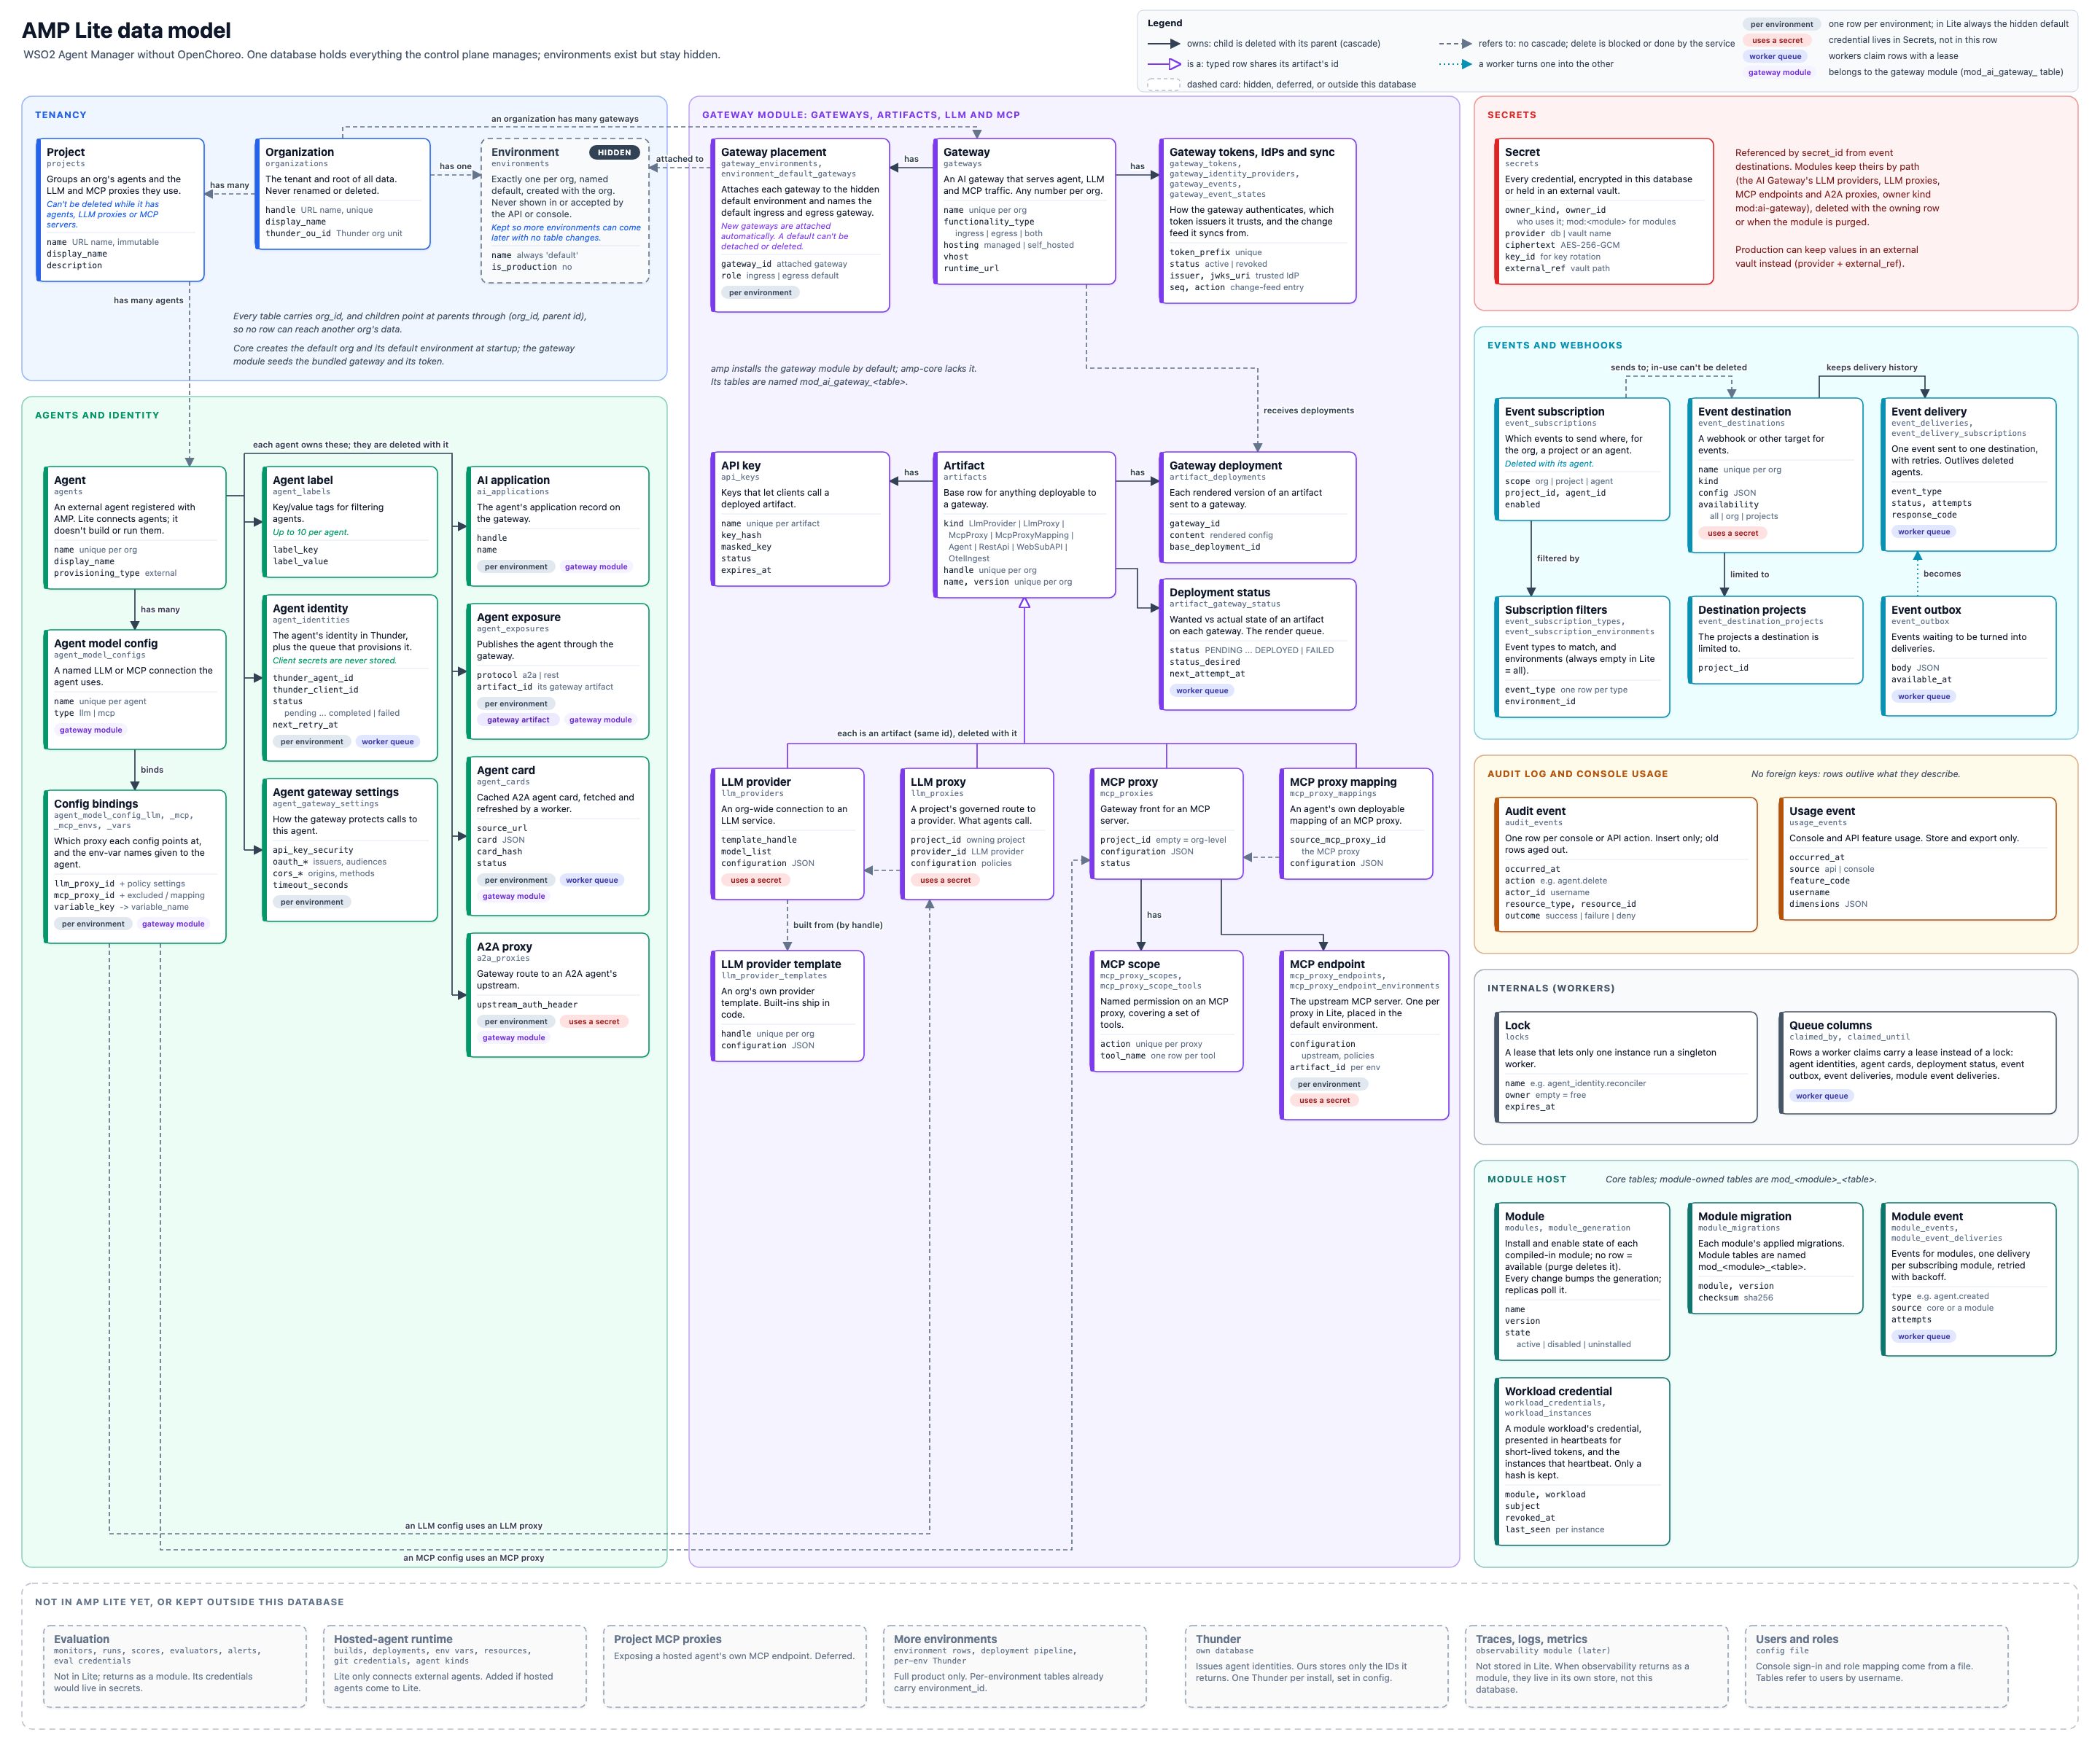 AMP Lite data model
WSO2 Agent Manager without OpenChoreo. One database holds everything the control plane manages; environments exist but stay hidden.
Legend
owns: child is deleted with its parent (cascade)
refers to: no cascade; delete is blocked or done by the service
is a: typed row shares its artifact's id
a worker turns one into the other
dashed card: hidden, deferred, or outside this database
per environment
one row per environment; in Lite always the hidden default
uses a secret
credential lives in Secrets, not in this row
worker queue
workers claim rows with a lease
gateway module
belongs to the gateway module (mod_ai_gateway_ table)
TENANCY
an organization has many gateways
Project
projects
Groups an org's agents and the
LLM and MCP proxies they use.
Can't be deleted while it has
agents, LLM proxies or MCP
servers.
name URL name, immutable
display_name
description
has many
Organization
organizations
The tenant and root of all data.
Never renamed or deleted.
handle URL name, unique
display_name
thunder_ou_id Thunder org unit
has one
Environment
HIDDEN
environments
Exactly one per org, named
default, created with the org.
Never shown in or accepted by
the API or console.
Kept so more environments can come
later with no table changes.
name always 'default'
is_production no
attached to
has many agents
Every table carries org_id, and children point at parents through (org_id, parent id),
so no row can reach another org's data.
Core creates the default org and its default environment at startup; the gateway
module seeds the bundled gateway and its token.
GATEWAY MODULE: GATEWAYS, ARTIFACTS, LLM AND MCP
Gateway placement
gateway_environments,
environment_default_gateways
Attaches each gateway to the hidden
default environment and names the
default ingress and egress gateway.
New gateways are attached
automatically. A default can't be
detached or deleted.
gateway_id attached gateway
role ingress | egress default
per environment
has
Gateway
gateways
An AI gateway that serves agent, LLM
and MCP traffic. Any number per org.
name unique per org
functionality_type
ingress | egress | both
hosting managed | self_hosted
vhost
runtime_url
has
Gateway tokens, IdPs and sync
gateway_tokens,
gateway_identity_providers,
gateway_events,
gateway_event_states
How the gateway authenticates, which
token issuers it trusts, and the change
feed it syncs from.
token_prefix unique
status active | revoked
issuer, jwks_uri trusted IdP
seq, action change-feed entry
amp installs the gateway module by default; amp-core lacks it.
Its tables are named mod_ai_gateway_<table>.
receives deployments
API key
api_keys
Keys that let clients call a
deployed artifact.
name unique per artifact
key_hash
masked_key
status
expires_at
has
Artifact
artifacts
Base row for anything deployable to
a gateway.
kind LlmProvider | LlmProxy |
McpProxy | McpProxyMapping |
Agent | RestApi | WebSubAPI |
OtelIngest
handle unique per org
name, version unique per org
has
Gateway deployment
artifact_deployments
Each rendered version of an artifact
sent to a gateway.
gateway_id
content rendered config
base_deployment_id
Deployment status
artifact_gateway_status
Wanted vs actual state of an artifact
on each gateway. The render queue.
status PENDING ... DEPLOYED | FAILED
status_desired
next_attempt_at
worker queue
each is an artifact (same id), deleted with it
LLM provider
llm_providers
An org-wide connection to an
LLM service.
template_handle
model_list
configuration JSON
uses a secret
LLM proxy
llm_proxies
A project's governed route to
a provider. What agents call.
project_id owning project
provider_id LLM provider
configuration policies
uses a secret
MCP proxy
mcp_proxies
Gateway front for an MCP
server.
project_id empty = org-level
configuration JSON
status
MCP proxy mapping
mcp_proxy_mappings
An agent's own deployable
mapping of an MCP proxy.
source_mcp_proxy_id
the MCP proxy
configuration JSON
built from (by handle)
has
LLM provider template
llm_provider_templates
An org's own provider
template. Built-ins ship in
code.
handle unique per org
configuration JSON
MCP scope
mcp_proxy_scopes,
mcp_proxy_scope_tools
Named permission on an MCP
proxy, covering a set of
tools.
action unique per proxy
tool_name one row per tool
MCP endpoint
mcp_proxy_endpoints,
mcp_proxy_endpoint_environments
The upstream MCP server. One per
proxy in Lite, placed in the
default environment.
configuration
upstream, policies
artifact_id per env
per environment
uses a secret
AGENTS AND IDENTITY
each agent owns these; they are deleted with it
Agent
agents
An external agent registered with
AMP. Lite connects agents; it
doesn't build or run them.
name unique per org
display_name
provisioning_type external
has many
Agent model config
agent_model_configs
A named LLM or MCP connection the
agent uses.
name unique per agent
type llm | mcp
gateway module
binds
Config bindings
agent_model_config_llm, _mcp,
_mcp_envs, _vars
Which proxy each config points at,
and the env-var names given to the
agent.
llm_proxy_id + policy settings
mcp_proxy_id + excluded / mapping
variable_key -> variable_name
per environment
gateway module
Agent label
agent_labels
Key/value tags for filtering
agents.
Up to 10 per agent.
label_key
label_value
Agent identity
agent_identities
The agent's identity in Thunder,
plus the queue that provisions it.
Client secrets are never stored.
thunder_agent_id
thunder_client_id
status
pending ... completed | failed
next_retry_at
per environment
worker queue
Agent gateway settings
agent_gateway_settings
How the gateway protects calls to
this agent.
api_key_security
oauth_* issuers, audiences
cors_* origins, methods
timeout_seconds
per environment
AI application
ai_applications
The agent's application record on
the gateway.
handle
name
per environment
gateway module
Agent exposure
agent_exposures
Publishes the agent through the
gateway.
protocol a2a | rest
artifact_id its gateway artifact
per environment
gateway artifact
gateway module
Agent card
agent_cards
Cached A2A agent card, fetched and
refreshed by a worker.
source_url
card JSON
card_hash
status
per environment
worker queue
gateway module
A2A proxy
a2a_proxies
Gateway route to an A2A agent's
upstream.
upstream_auth_header
per environment
uses a secret
gateway module
an LLM config uses an LLM proxy
an MCP config uses an MCP proxy
SECRETS
Secret
secrets
Every credential, encrypted in this database
or held in an external vault.
owner_kind, owner_id
who uses it; mod:<module> for modules
provider db | vault name
ciphertext AES-256-GCM
key_id for key rotation
external_ref vault path
Referenced by secret_id from event
destinations. Modules keep theirs by path
(the AI Gateway's LLM providers, LLM proxies,
MCP endpoints and A2A proxies, owner kind
mod:ai-gateway), deleted with the owning row
or when the module is purged.
Production can keep values in an external
vault instead (provider + external_ref).
EVENTS AND WEBHOOKS
sends to; in-use can't be deleted
keeps delivery history
Event subscription
event_subscriptions
Which events to send where, for
the org, a project or an agent.
Deleted with its agent.
scope org | project | agent
project_id, agent_id
enabled
Event destination
event_destinations
A webhook or other target for
events.
name unique per org
kind
config JSON
availability
all | org | projects
uses a secret
Event delivery
event_deliveries,
event_delivery_subscriptions
One event sent to one destination,
with retries. Outlives deleted
agents.
event_type
status, attempts
response_code
worker queue
filtered by
limited to
becomes
Subscription filters
event_subscription_types,
event_subscription_environments
Event types to match, and
environments (always empty in Lite
= all).
event_type one row per type
environment_id
Destination projects
event_destination_projects
The projects a destination is
limited to.
project_id
Event outbox
event_outbox
Events waiting to be turned into
deliveries.
body JSON
available_at
worker queue
AUDIT LOG AND CONSOLE USAGE
No foreign keys: rows outlive what they describe.
Audit event
audit_events
One row per console or API action. Insert only; old
rows aged out.
occurred_at
action e.g. agent.delete
actor_id username
resource_type, resource_id
outcome success | failure | deny
Usage event
usage_events
Console and API feature usage. Store and export only.
occurred_at
source api | console
feature_code
username
dimensions JSON
INTERNALS (WORKERS)
Lock
locks
A lease that lets only one instance run a singleton
worker.
name e.g. agent_identity.reconciler
owner empty = free
expires_at
Queue columns
claimed_by, claimed_until
Rows a worker claims carry a lease instead of a lock:
agent identities, agent cards, deployment status, event
outbox, event deliveries, module event deliveries.
worker queue
MODULE HOST
Core tables; module-owned tables are mod_<module>_<table>.
Module
modules, module_generation
Install and enable state of each
compiled-in module; no row =
available (purge deletes it).
Every change bumps the generation;
replicas poll it.
name
version
state
active | disabled | uninstalled
Module migration
module_migrations
Each module's applied migrations.
Module tables are named
mod_<module>_<table>.
module, version
checksum sha256
Module event
module_events,
module_event_deliveries
Events for modules, one delivery
per subscribing module, retried
with backoff.
type e.g. agent.created
source core or a module
attempts
worker queue
Workload credential
workload_credentials,
workload_instances
A module workload's credential,
presented in heartbeats for
short-lived tokens, and the
instances that heartbeat. Only a
hash is kept.
module, workload
subject
revoked_at
last_seen per instance
NOT IN AMP LITE YET, OR KEPT OUTSIDE THIS DATABASE
Evaluation
monitors, runs, scores, evaluators, alerts,
eval credentials
Not in Lite; returns as a module. Its credentials
would live in secrets.
Hosted-agent runtime
builds, deployments, env vars, resources,
git credentials, agent kinds
Lite only connects external agents. Added if hosted
agents come to Lite.
Project MCP proxies
Exposing a hosted agent's own MCP endpoint. Deferred.
More environments
environment rows, deployment pipeline,
per-env Thunder
Full product only. Per-environment tables already
carry environment_id.
Thunder
own database
Issues agent identities. Ours stores only the IDs it
returns. One Thunder per install, set in config.
Traces, logs, metrics
observability module (later)
Not stored in Lite. When observability returns as a
module, they live in its own store, not this
database.
Users and roles
config file
Console sign-in and role mapping come from a file.
Tables refer to users by username.